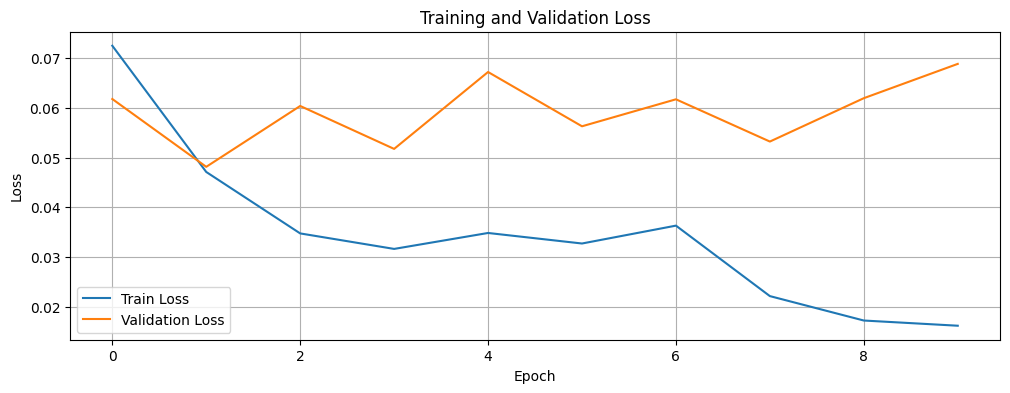 Training and Validation Loss
0.07
0.06
0.05
0.04
0.03
0.02
Loss
Train Loss
Validation Loss
0 2 4 6 8
Epoch